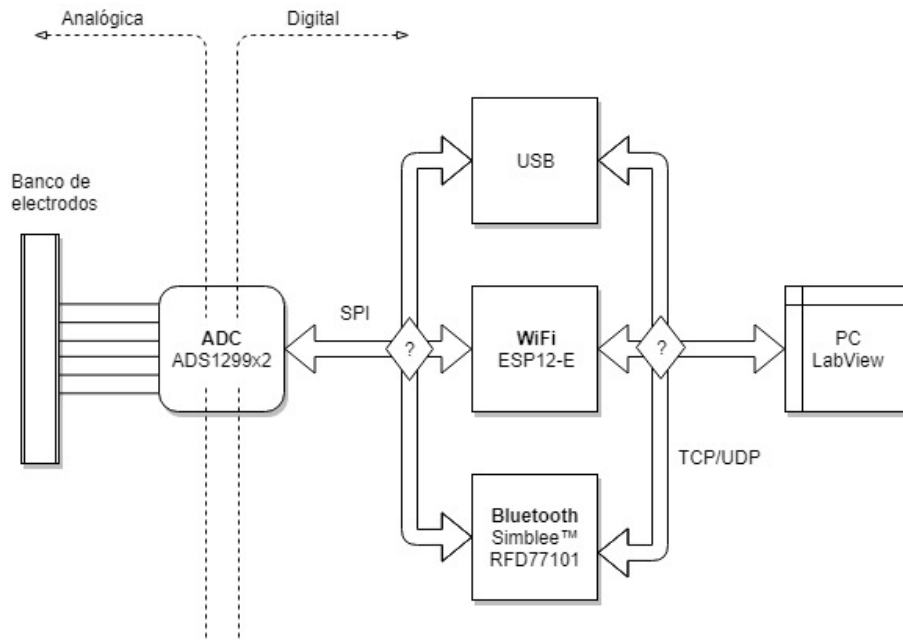 Analógica
Digital
USB
Banco de
electrodos
SPI
ADC
ADS1299x2
?
WiFi
ESP12-E
?
PC
LabView
TCP/UDP
Bluetooth
Simblee™
RFD77101